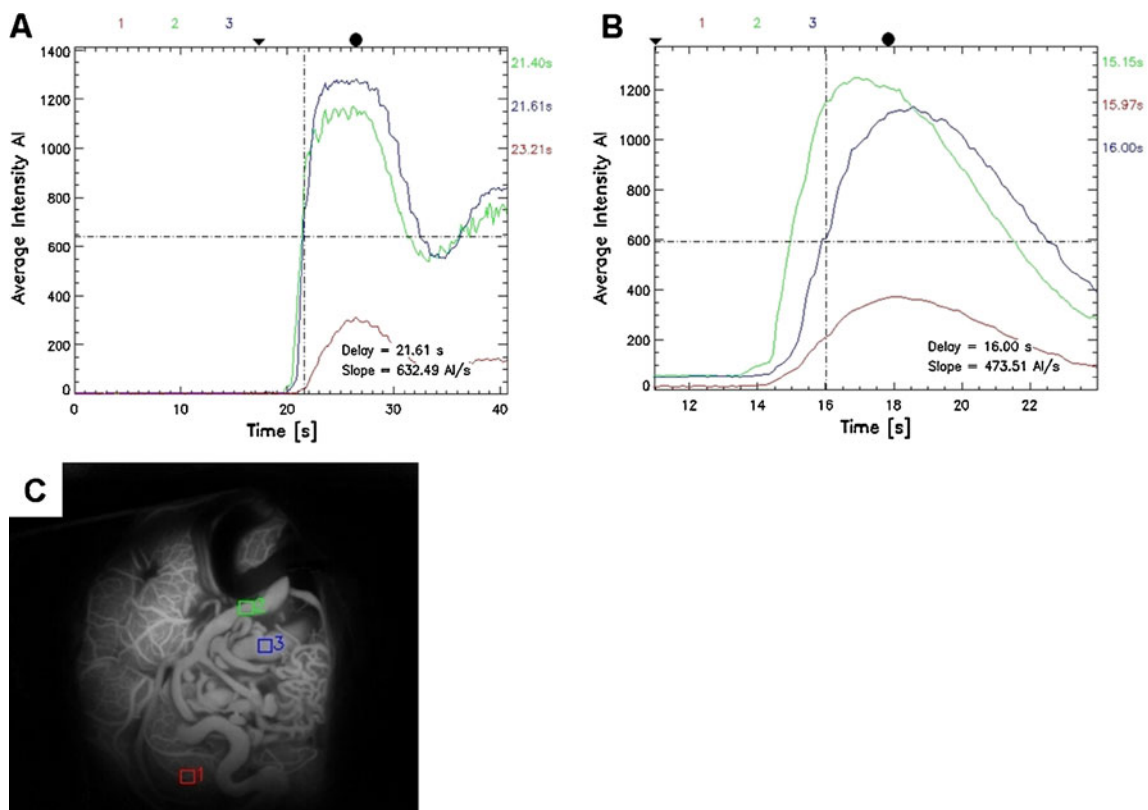 A
1 2 3
1400
1200
1000
800
600
400
200
0
Average Intensity AI
0 10 20 30 40
Time [s]
21.40s
21.61s
23.21s
Delay = 21.61 s
Slope = 632.49 AI/s
B
1 2 3
1200
1000
800
600
400
200
0
Average Intensity AI
12 14 16 18 20 22
Time [s]
15.15s
15.97s
16.00s
Delay = 16.00 s
Slope = 473.51 AI/s
C
2
3
1